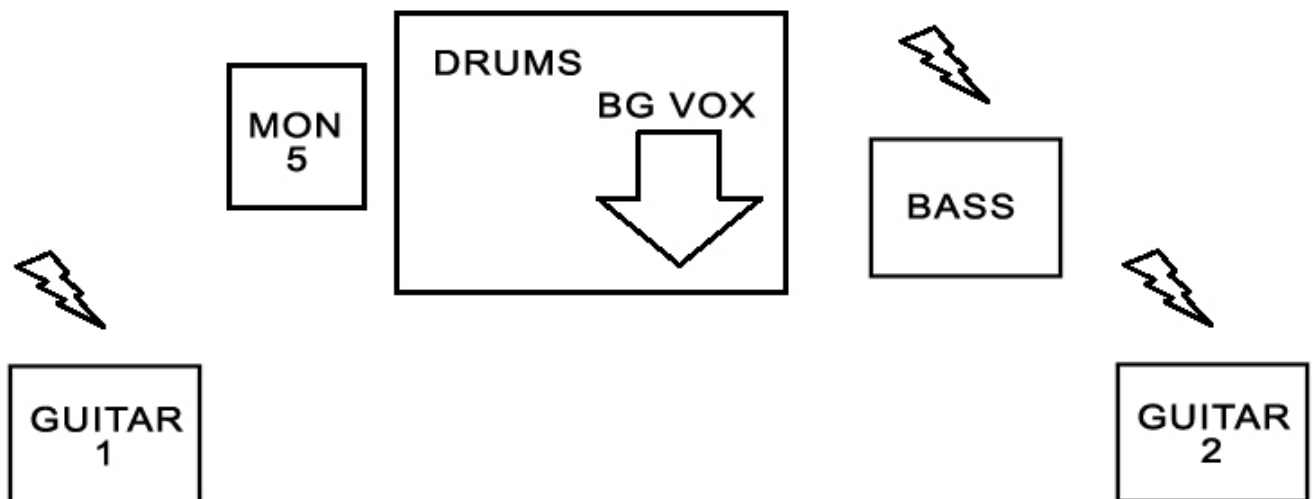 DRUMS
BG VOX
MON
5
BASS
GUITAR
1
GUITAR
2